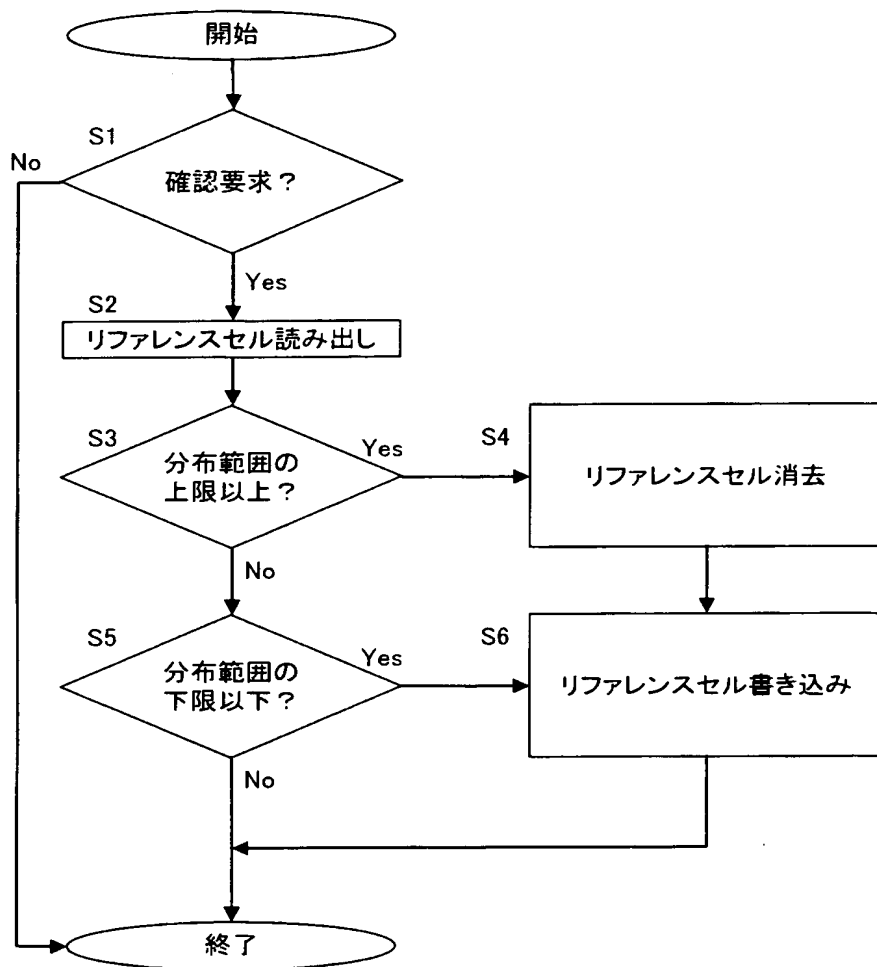 開始
S1
No
確認要求？
Yes
S2
リファレンスセル読み出し
S3
分布範囲の
上限以上？
Yes
S4
リファレンスセル消去
No
S5
分布範囲の
下限以下？
Yes
S6
リファレンスセル書き込み
No
終了